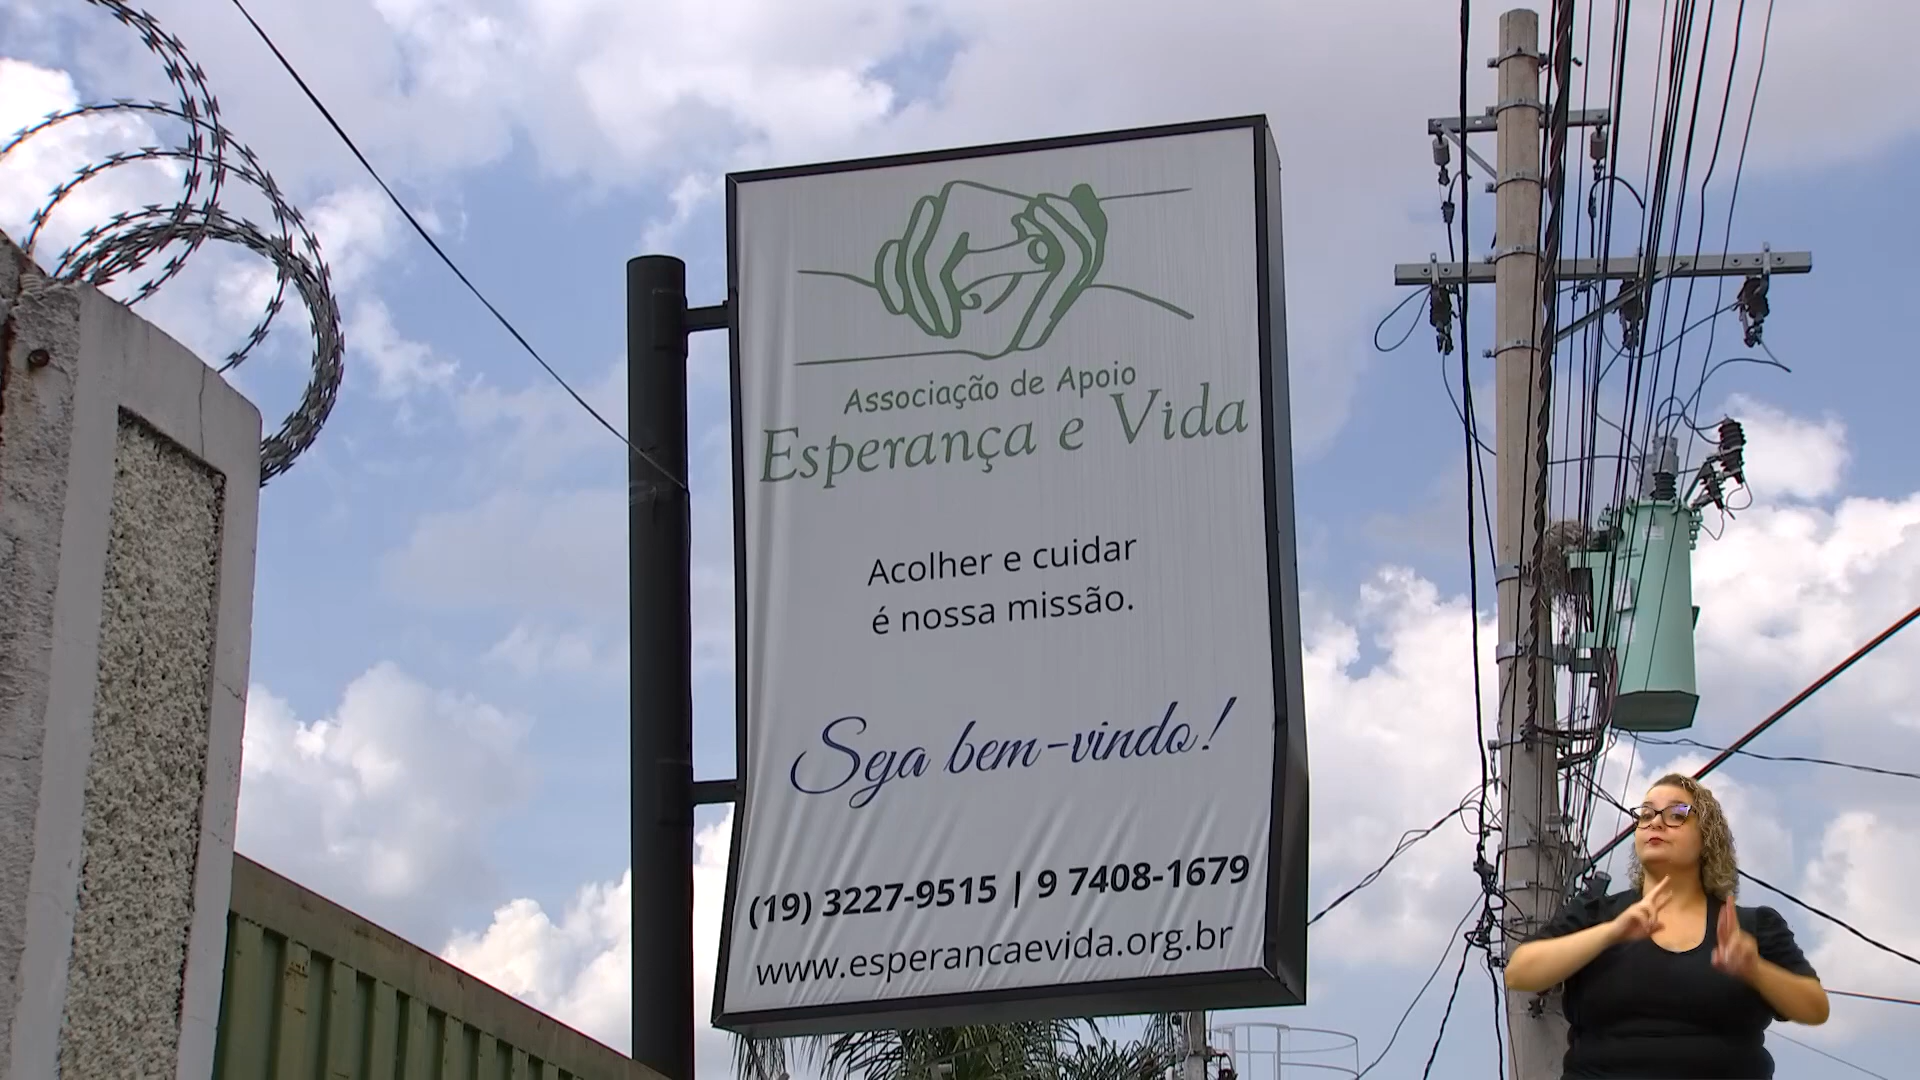 Associação de Apoio
Esperança e Vida
Acolher e cuidar
é nossa missão.
Seja bem-vindo!
(19) 3227-9515 | 9 7408-1679
www.esperancaevida.org.br